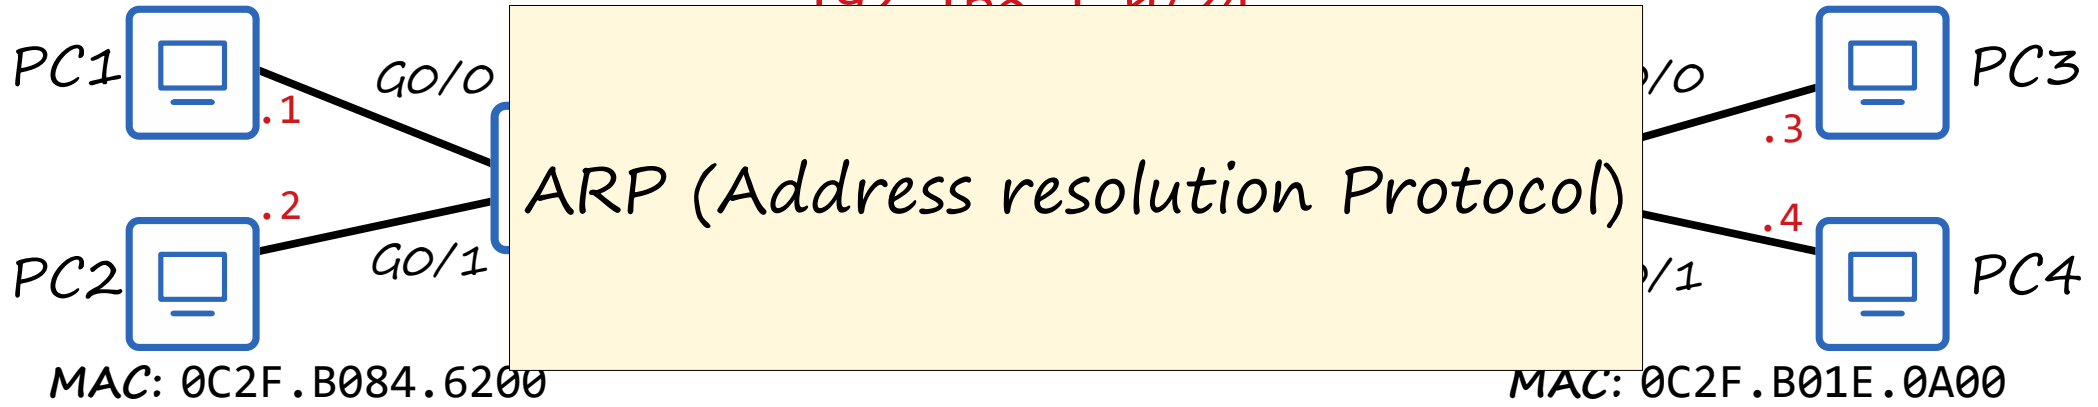 PC1
G0/0
/0
PC3
.1
.3
ARP (Address resolution Protocol)
.2
.4
PC2
G0/1
/1
PC4
MAC: 0C2F.B084.6200
MAC: 0C2F.B01E.0A00